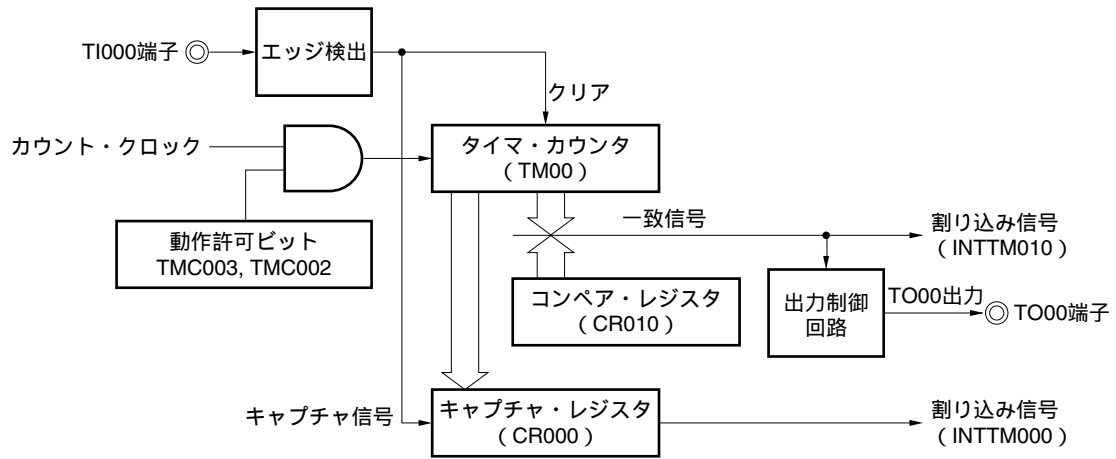 TI000端子
エッジ検出
クリア
カウント・クロック
タイマ・カウンタ
（TM00）
動作許可ビット
TMC003, TMC002
一致信号
割り込み信号
（INTTM010）
コンペア・レジスタ
（CR010）
出力制御
回路
TO00出力
TO00端子
キャプチャ信号
キャプチャ・レジスタ
（CR000）
割り込み信号
（INTTM000）